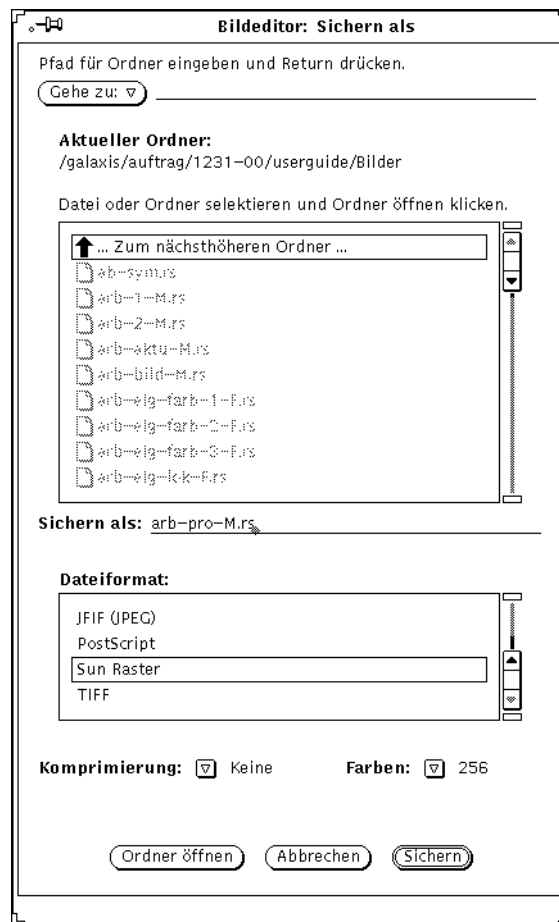 Bildeditor: Sichern als
Pfad für Ordner eingeben und Return drücken.
Gehe zu:
Aktueller Ordner:
/galaxis/auftrag/1231-00/userguide/Bilder
Datei oder Ordner selektieren und Ordner öffnen klicken.
... Zum nächsthöheren Ordner ...
ab-sym.rs
arb-1-M.rs
arb-2-M.rs
arb-aktu-M.rs
arb-bild-M.rs
arb-eig-farb-1-F.rs
arb-eig-farb-2-F.rs
arb-eig-farb-3-F.rs
arb-eig-lok-F.rs
Sichern als: arb-pro-M.rs
Dateiformat:
JFIF (JPEG)
PostScript
Sun Raster
TIFF
Komprimierung: Keine Farben: 256
Ordner öffnen Abbrechen Sichern